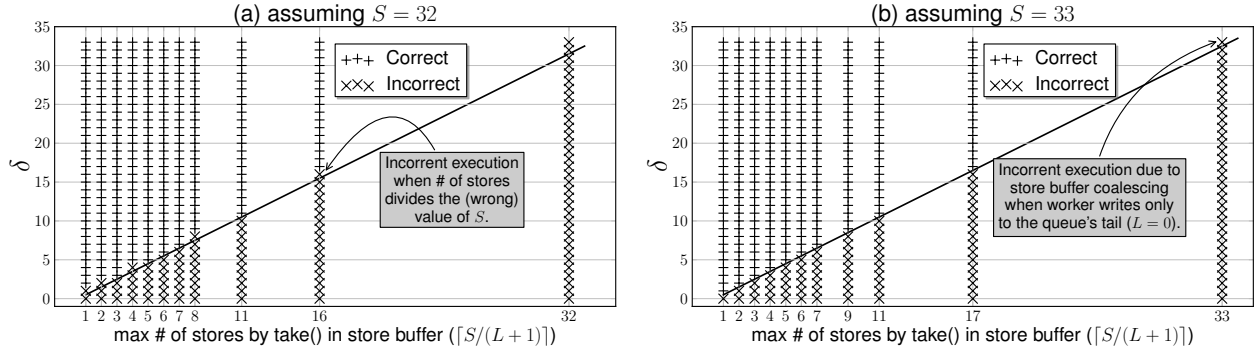 (a) assuming S = 32
35
30
25
20
15
10
5
0
δ
Correct
Incorrect
Incorrent execution
when # of stores
divides the (wrong)
value of S.
1 2 3 4 5 6 7 8 11 16 32
max # of stores by take() in store buffer (⌈S/(L + 1)⌉)
(b) assuming S = 33
35
30
25
20
15
10
5
0
δ
Correct
Incorrect
Incorrent execution due to
store buffer coalescing
when worker writes only
to the queue's tail (L = 0).
1 2 3 4 5 6 7 9 11 17 33
max # of stores by take() in store buffer (⌈S/(L + 1)⌉)